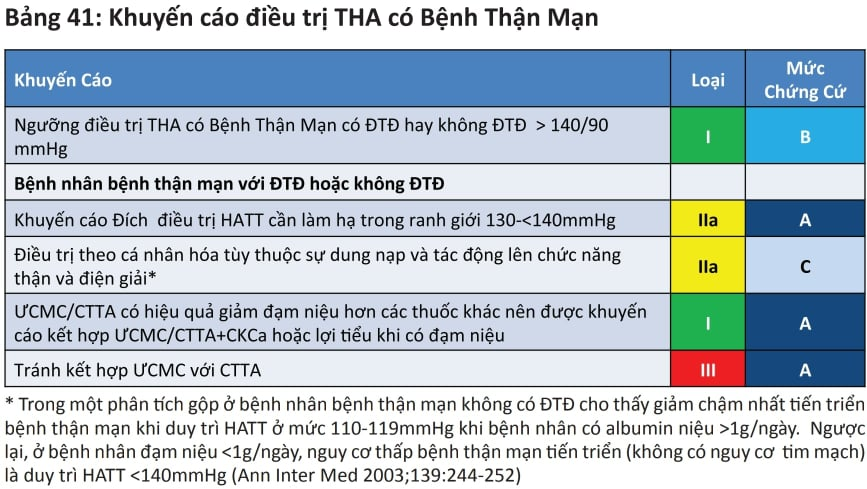 Bảng 41: Khuyến cáo điều trị THA có Bệnh Thận Mạn
Khuyến Cáo Loại Mức
Chứng Cứ
Ngưỡng điều trị THA có Bệnh Thận Mạn có ĐTĐ hay không ĐTĐ > 140/90
mmHg I B
Bệnh nhân bệnh thận mạn với ĐTĐ hoặc không ĐTĐ
Khuyến cáo Đích điều trị HATT cần làm hạ trong ranh giới 130-<140mmHg IIa A
Điều trị theo cá nhân hóa tùy thuộc sự dung nạp và tác động lên chức năng
thận và điện giải* IIa C
ƯCMC/CTTA có hiệu quả giảm đạm niệu hơn các thuốc khác nên được khuyến
cáo kết hợp ƯCMC/CTTA+CKCa hoặc lợi tiểu khi có đạm niệu I A
Tránh kết hợp ƯCMC với CTTA III A
* Trong một phân tích gộp ở bệnh nhân bệnh thận mạn không có ĐTĐ cho thấy giảm chậm nhất tiến triển
bệnh thận mạn khi duy trì HATT ở mức 110-119mmHg khi bệnh nhân có albumin niệu >1g/ngày. Ngược
lại, ở bệnh nhân đạm niệu <1g/ngày, nguy cơ thấp bệnh thận mạn tiến triển (không có nguy cơ tim mạch)
là duy trì HATT <140mmHg (Ann Inter Med 2003;139:244-252)